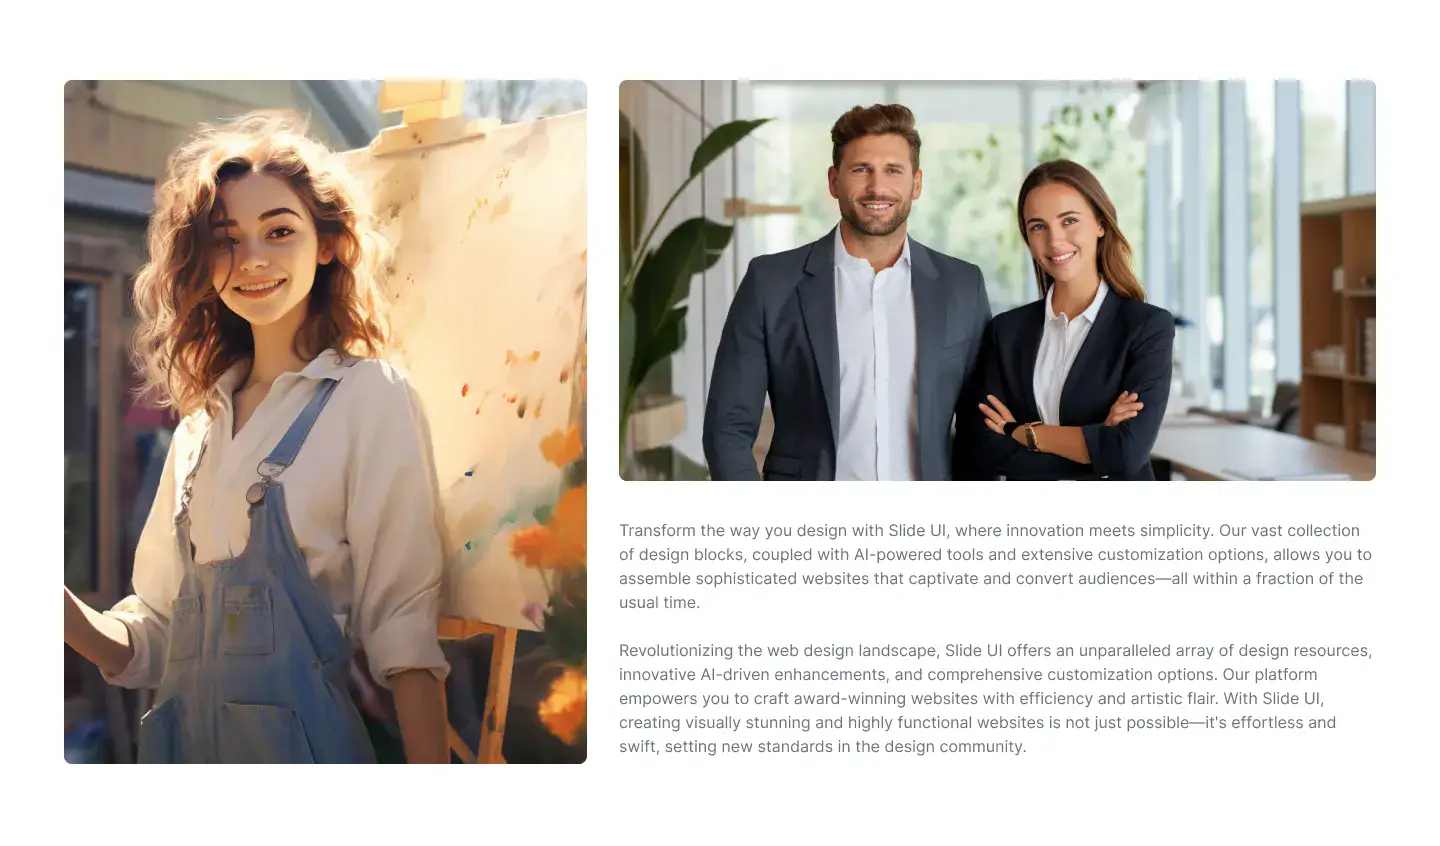 Transform the way you design with Slide UI, where innovation meets simplicity. Our vast collection
of design blocks, coupled with AI-powered tools and extensive customization options, allows you to
assemble sophisticated websites that captivate and convert audiences—all within a fraction of the
usual time.
Revolutionizing the web design landscape, Slide UI offers an unparalleled array of design resources,
innovative AI-driven enhancements, and comprehensive customization options. Our platform
empowers you to craft award-winning websites with efficiency and artistic flair. With Slide UI,
creating visually stunning and highly functional websites is not just possible—it's effortless and
swift, setting new standards in the design community.